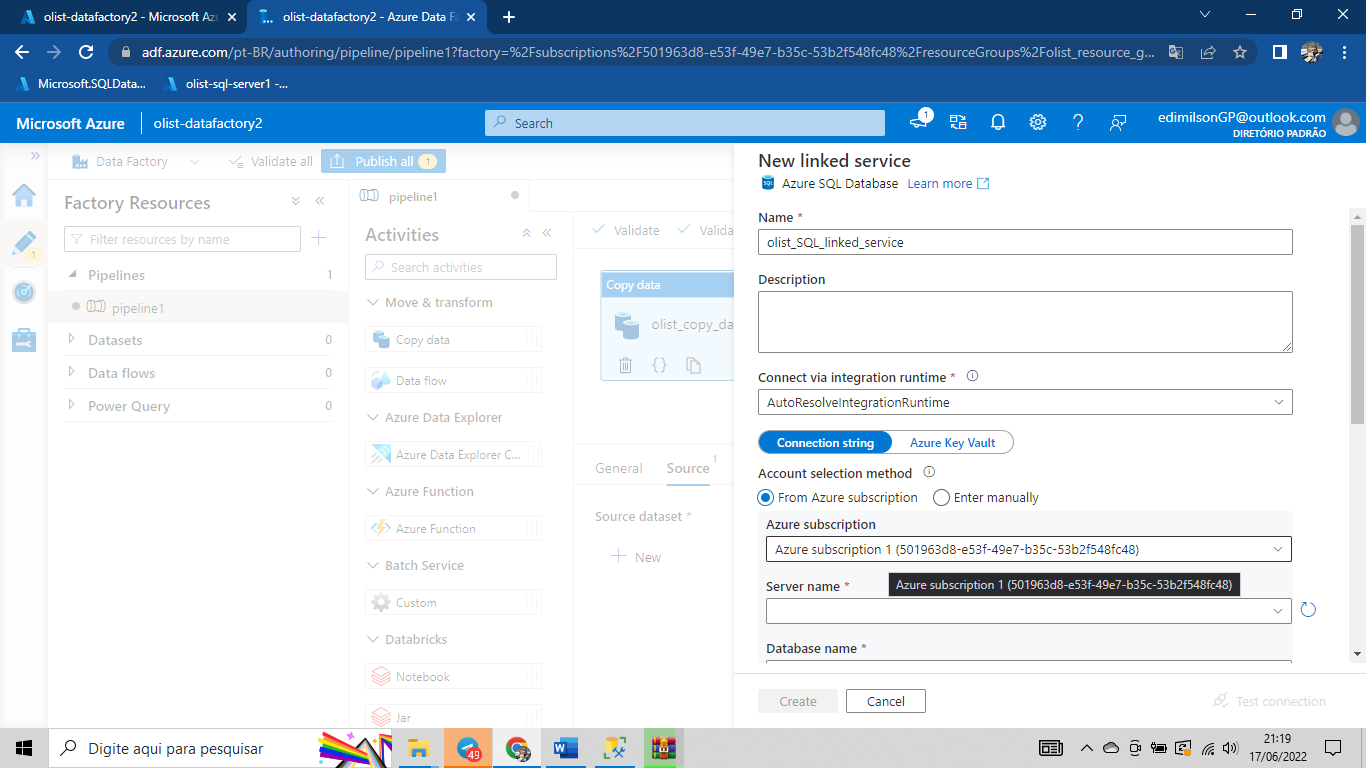 olist-datafactory2 - Microsoft Azu
olist-datafactory2 - Azure Data Fa
adf.azure.com/pt-BR/authoring/pipeline/pipeline1?factory=%2Fsubscriptions%2F501963d8-e53f-49e7-b35c-53b2f548fc48%2FresourceGroups%2Folist_resource_g...
Microsoft.SQLData...
olist-sql-server1 -...
Microsoft Azure
olist-datafactory2
Search
1
edimilsonGP@outlook.com
DIRETÓRIO PADRÃO
Data Factory
Validate all
Publish all
1
Factory Resources
Filter resources by name
1
Pipelines
1
pipeline1
Datasets
0
Data flows
0
Power Query
0
pipeline1
Activities
Search activities
Move & transform
Copy data
Data flow
Azure Data Explorer
Azure Data Explorer C...
Azure Function
Azure Function
Batch Service
Custom
Databricks
Notebook
Jar
Validate
Valida
Copy data
olist_copy_da
General
Source
1
Source dataset *
New
New linked service
SQL
Azure SQL Database
Learn more
Name *
olist_SQL_linked_service
Description
Connect via integration runtime *
AutoResolveIntegrationRuntime
Connection string
Azure Key Vault
Account selection method
From Azure subscription
Enter manually
Azure subscription
Azure subscription 1 (501963d8-e53f-49e7-b35c-53b2f548fc48)
Azure subscription 1 (501963d8-e53f-49e7-b35c-53b2f548fc48)
Server name *
Database name *
Create
Cancel
Test connection
Digite aqui para pesquisar
49
27
21:19
17/06/2022